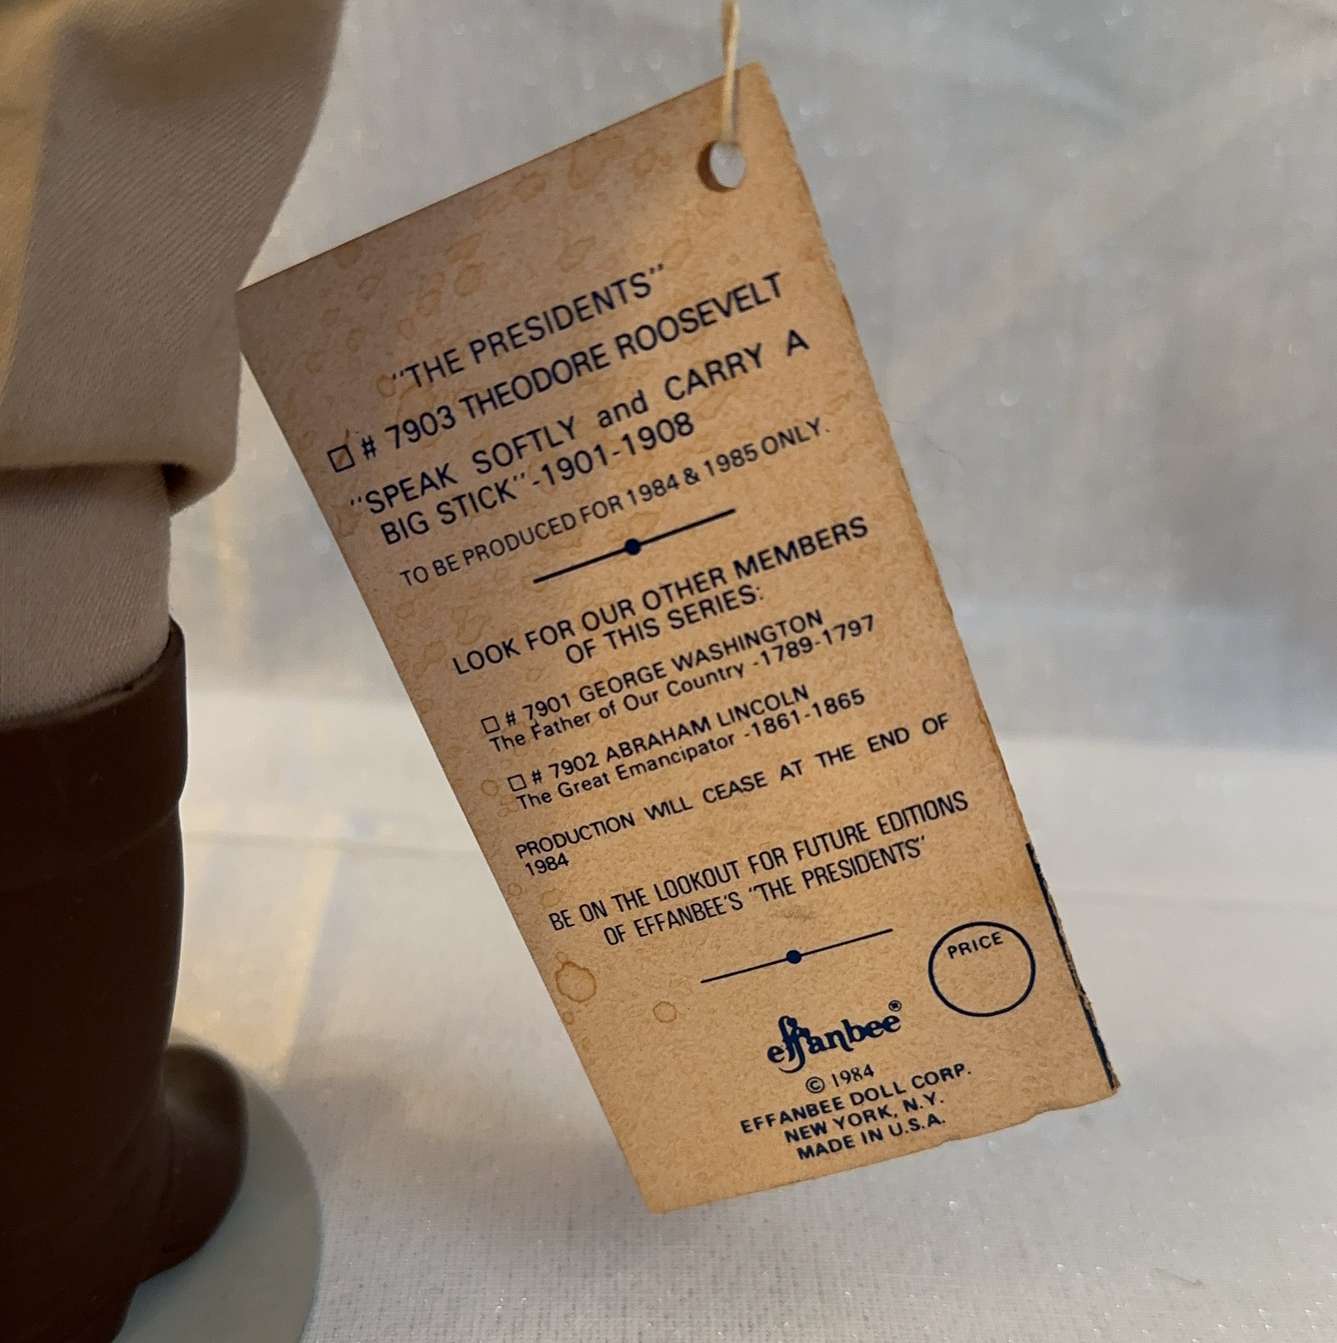 "THE PRESIDENTS"
# 7903 THEODORE ROOSEVELT
"SPEAK SOFTLY and CARRY A
BIG STICK" -1901-1908
TO BE PRODUCED FOR 1984 & 1985 ONLY.
LOOK FOR OUR OTHER MEMBERS
OF THIS SERIES:
# 7901 GEORGE WASHINGTON
The Father of Our Country -1789-1797
# 7902 ABRAHAM LINCOLN
The Great Emancipator -1861-1865
PRODUCTION WILL CEASE AT THE END OF
1984
BE ON THE LOOKOUT FOR FUTURE EDITIONS
OF EFFANBEE'S "THE PRESIDENTS"
PRICE
effanbee®
© 1984
EFFANBEE DOLL CORP.
NEW YORK, N.Y.
MADE IN U.S.A.